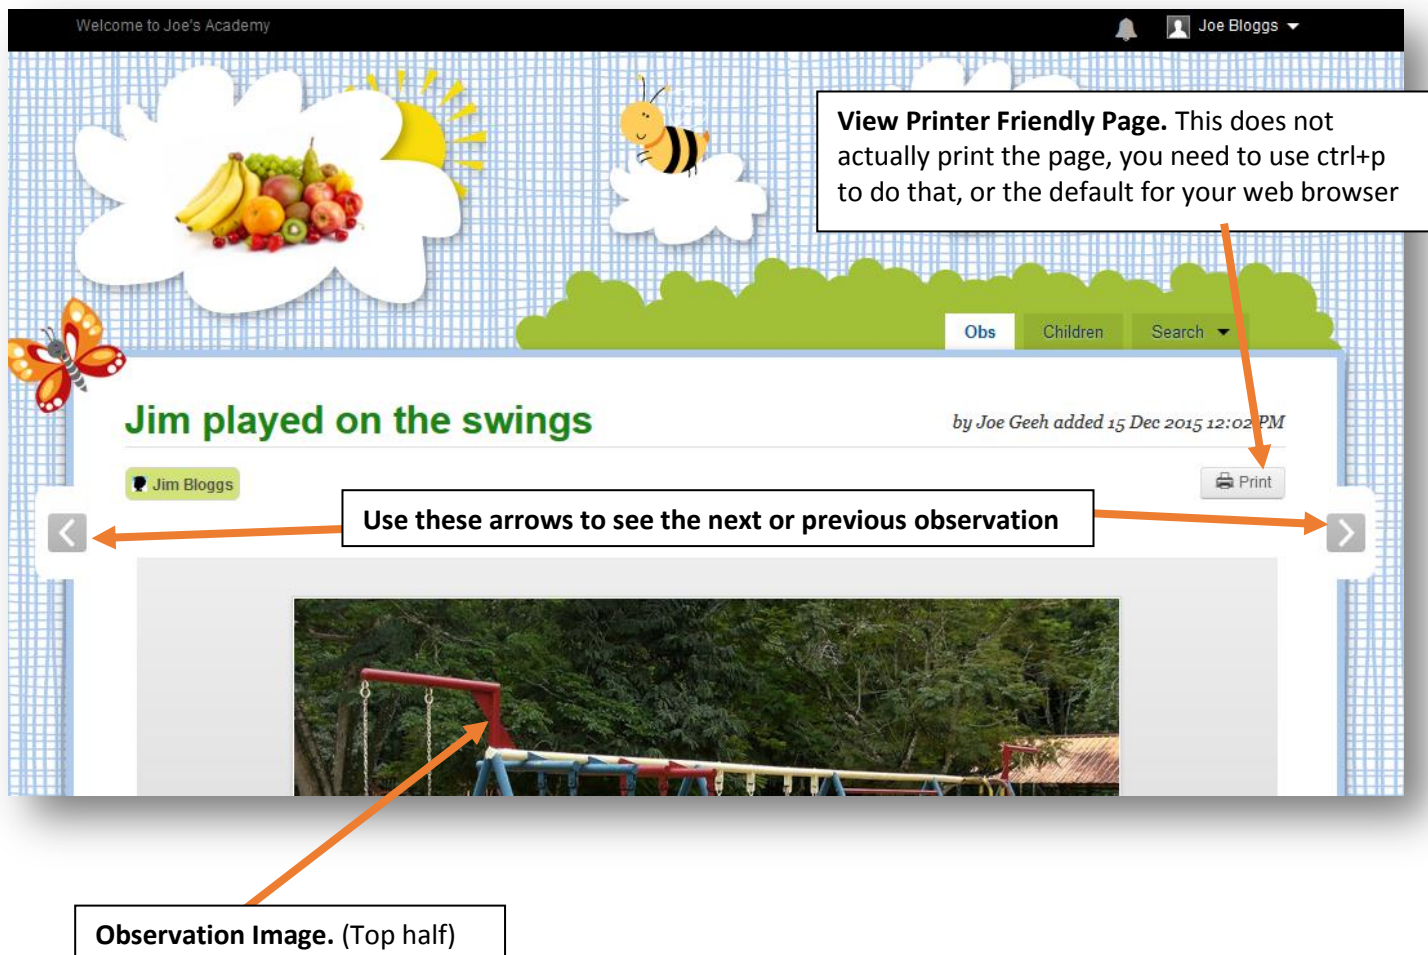 Welcome to Joe's Academy
Joe Bloggs
View Printer Friendly Page. This does not
actually print the page, you need to use ctrl+p
to do that, or the default for your web browser
Obs Children Search
Jim played on the swings
by Joe Geeh added 15 Dec 2015 12:02 PM
Jim Bloggs
Print
Use these arrows to see the next or previous observation
Observation Image. (Top half)